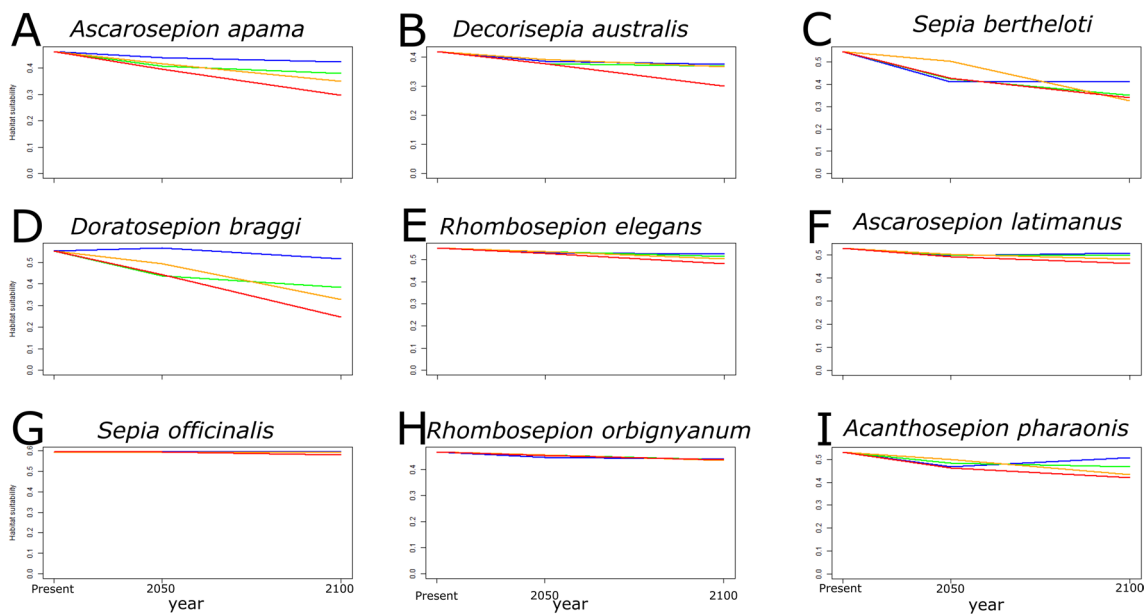 A Ascarosepion apama
B Decorisepia australis
C Sepia bertheloti
Habitat suitability
0.4
0.3
0.2
0.1
0.0
0.4
0.3
0.2
0.1
0.0
0.5
0.4
0.3
0.2
0.1
0.0
D Doratosepion braggi
E Rhombosepion elegans
F Ascarosepion latimanus
Habitat suitability
0.5
0.4
0.3
0.2
0.1
0.0
0.5
0.4
0.3
0.2
0.1
0.0
0.5
0.4
0.3
0.2
0.1
0.0
G Sepia officinalis
H Rhombosepion orbignyanum
I Acanthosepion pharaonis
Habitat suitability
0.6
0.5
0.4
0.3
0.2
0.1
0.0
0.4
0.3
0.2
0.1
0.0
0.5
0.4
0.3
0.2
0.1
0.0
Present 2050 2100
year
Present 2050 2100
year
Present 2050 2100
year